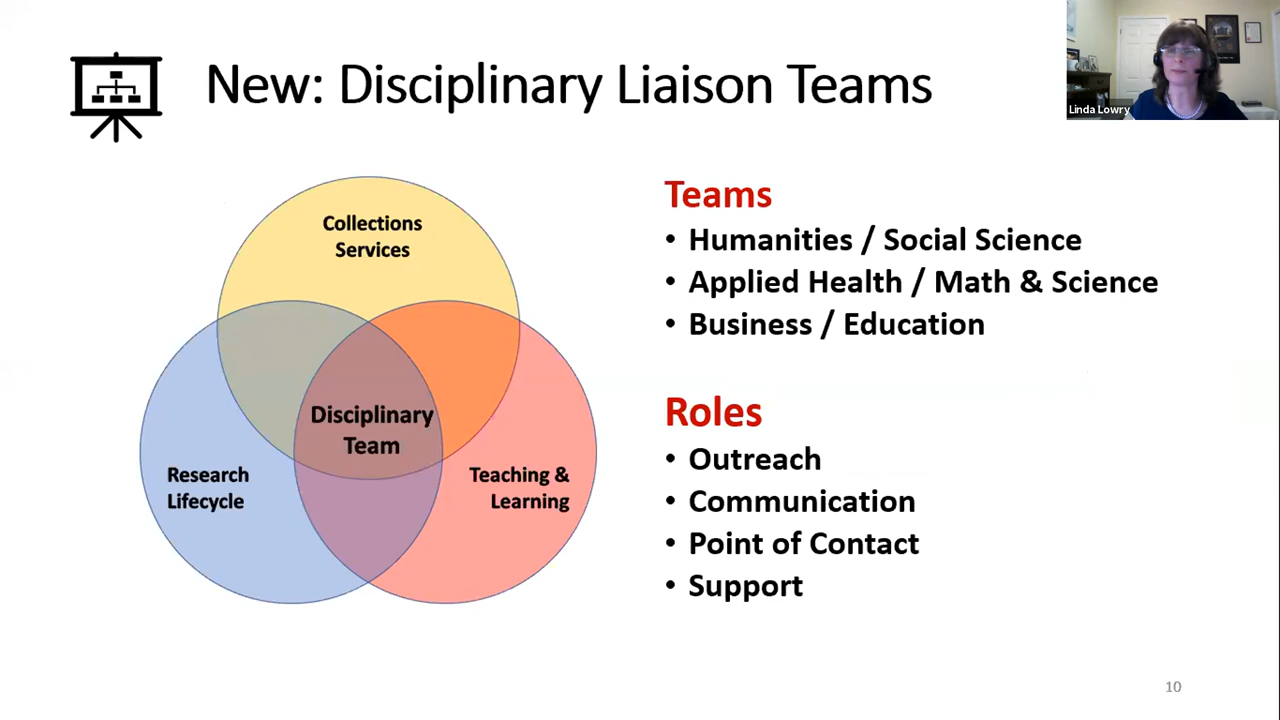 New: Disciplinary Liaison Teams
Linda Lowry
Collections
Services
Disciplinary
Team
Research
Lifecycle
Teaching &
Learning
Teams
• Humanities / Social Science
• Applied Health / Math & Science
• Business / Education
Roles
• Outreach
• Communication
• Point of Contact
• Support
10